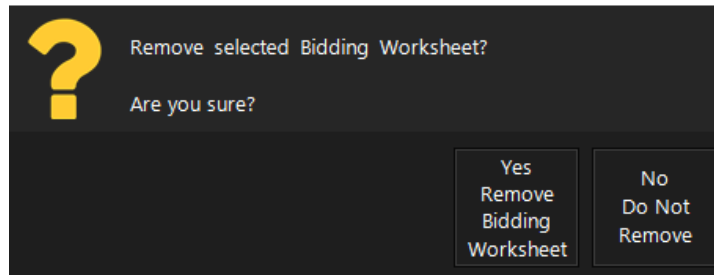 Remove selected Bidding Worksheet?
Are you sure?
Yes
Remove
Bidding
Worksheet
No
Do Not
Remove